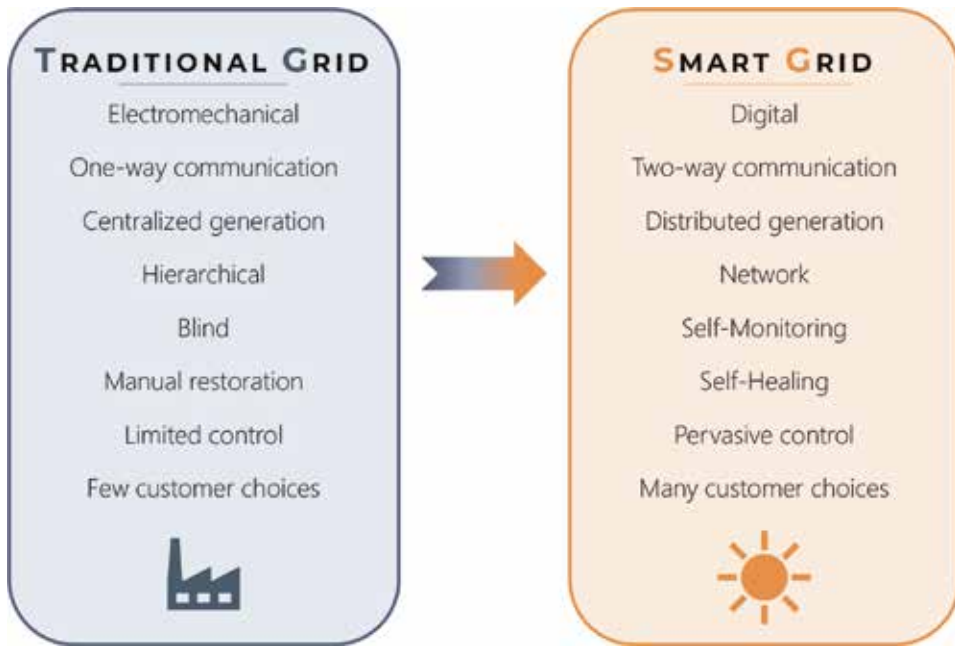 TRADITIONAL GRID
Electromechanical
One-way communication
Centralized generation
Hierarchical
Blind
Manual restoration
Limited control
Few customer choices
SMART GRID
Digital
Two-way communication
Distributed generation
Network
Self-Monitoring
Self-Healing
Pervasive control
Many customer choices